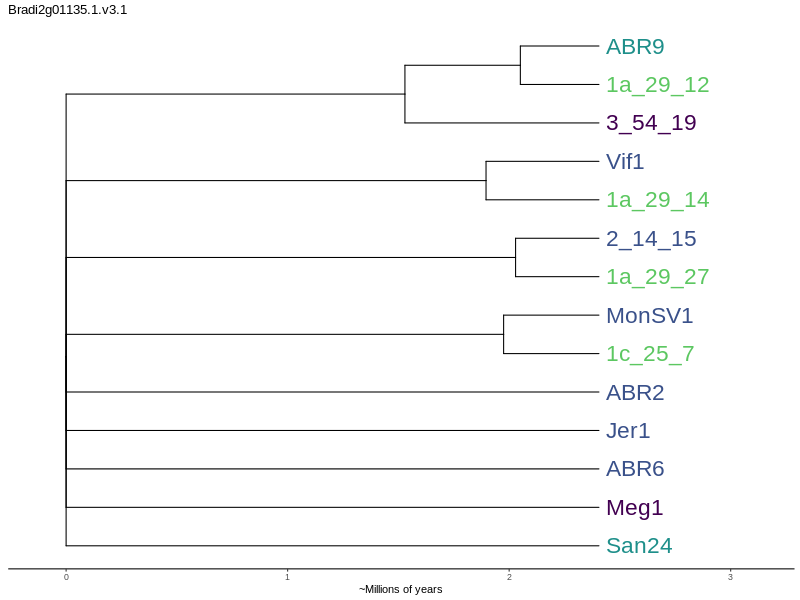 Bradi2g01135.1.v3.1
ABR9
1a_29_12
3_54_19
Vif1
1a_29_14
2_14_15
1a_29_27
MonSV1
1c_25_7
ABR2
Jer1
ABR6
Meg1
San24
0 1 2 3
~Millions of years